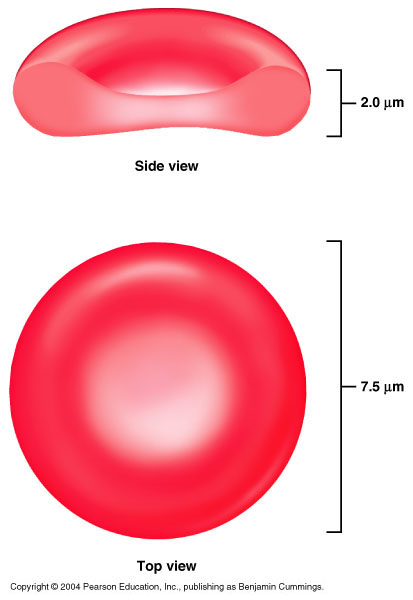 2.0 µm
Side view
7.5 µm
Top view
Copyright © 2004 Pearson Education, Inc., publishing as Benjamin Cummings.